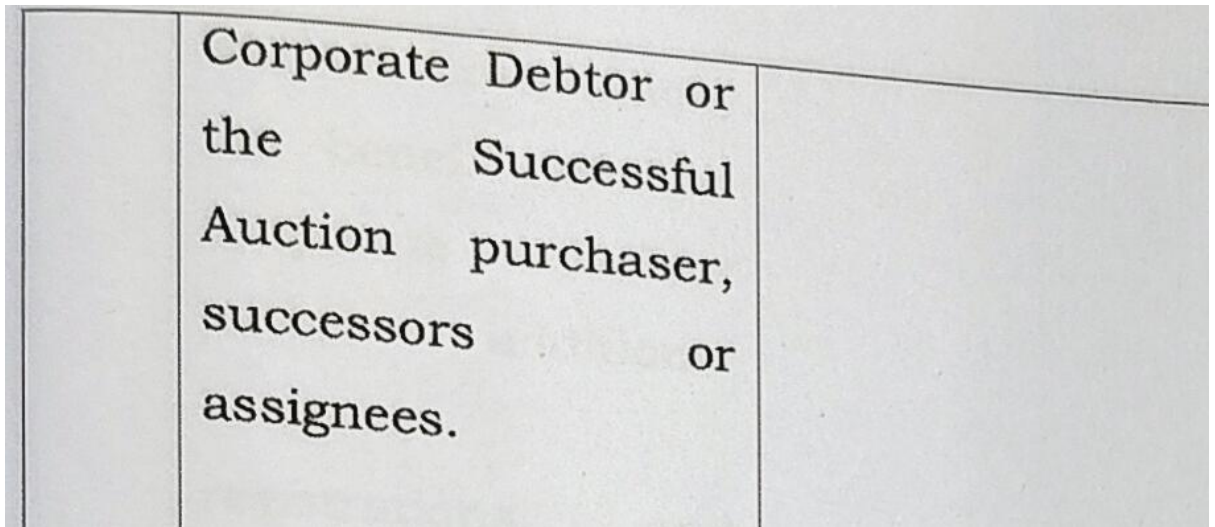 Corporate Debtor or
the Successful
Auction purchaser,
successors or
assignees.